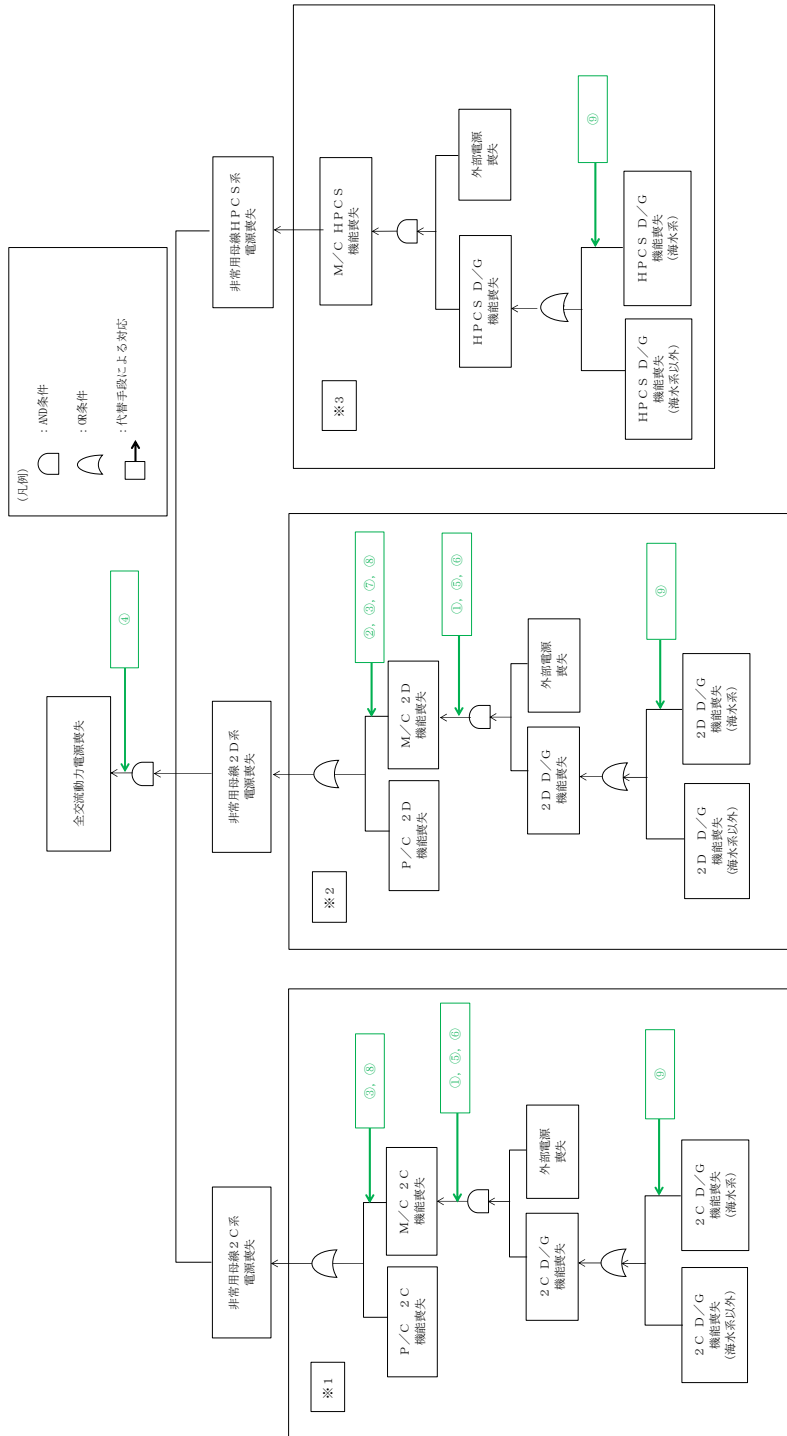 (凡例)
：AND条件
：OR条件
：代替手段による対応
全交流動力電源喪失
④
非常用母線２Ｃ系
電源喪失
非常用母線２Ｄ系
電源喪失
非常用母線ＨＰＣＳ系
電源喪失
※１
Ｐ／Ｃ ２Ｃ
機能喪失
Ｍ／Ｃ ２Ｃ
機能喪失
③，⑧
①，⑤，⑥
２Ｃ Ｄ／Ｇ
機能喪失
外部電源
喪失
⑨
２Ｃ Ｄ／Ｇ
機能喪失
(海水系以外)
２Ｃ Ｄ／Ｇ
機能喪失
(海水系)
※２
Ｐ／Ｃ ２Ｄ
機能喪失
Ｍ／Ｃ ２Ｄ
機能喪失
②，③，⑦，⑧
①，⑤，⑥
２Ｄ Ｄ／Ｇ
機能喪失
外部電源
喪失
⑨
２Ｄ Ｄ／Ｇ
機能喪失
(海水系以外)
２Ｄ Ｄ／Ｇ
機能喪失
(海水系)
※３
Ｍ／Ｃ ＨＰＣＳ
機能喪失
ＨＰＣＳ Ｄ／Ｇ
機能喪失
外部電源
喪失
⑨
ＨＰＣＳ Ｄ／Ｇ
機能喪失
(海水系以外)
ＨＰＣＳ Ｄ／Ｇ
機能喪失
(海水系)